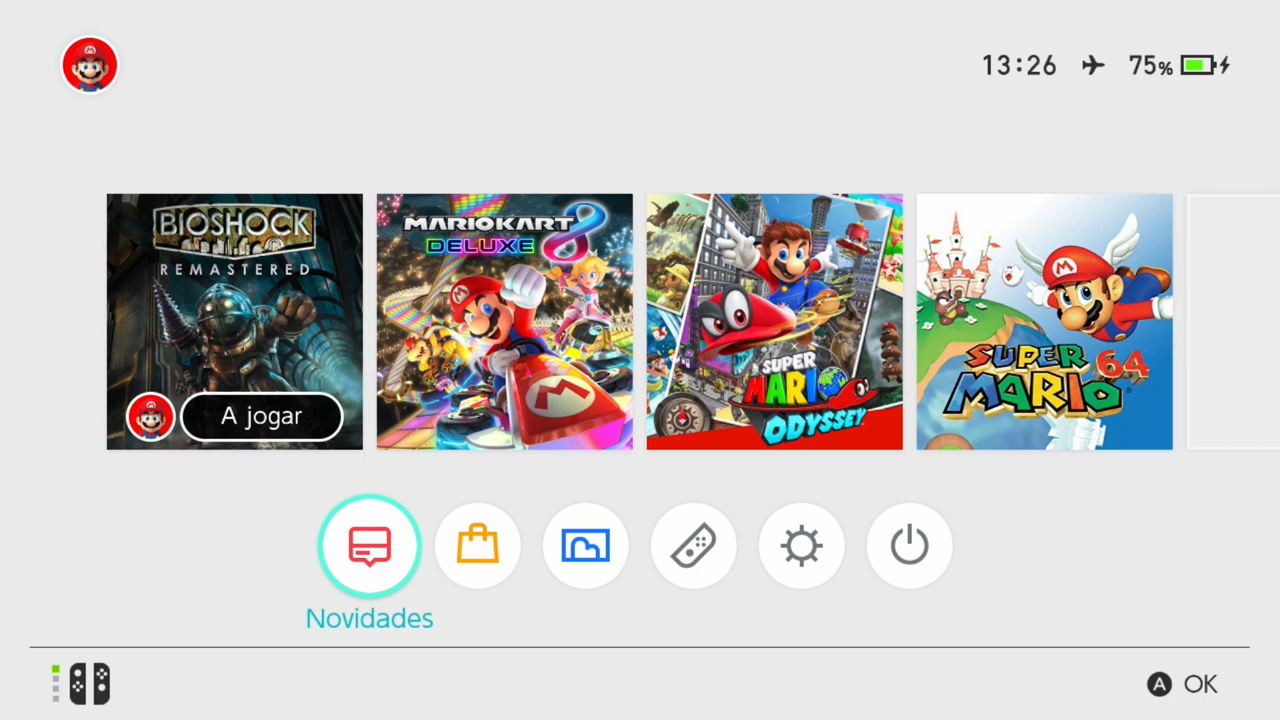 13:26
75%
BIOSHOCK
REMASTERED
A jogar
MARIOKART 8
DELUXE
SUPER
MARIO
ODYSSEY
SUPER
MARIO 64
Novidades
A OK